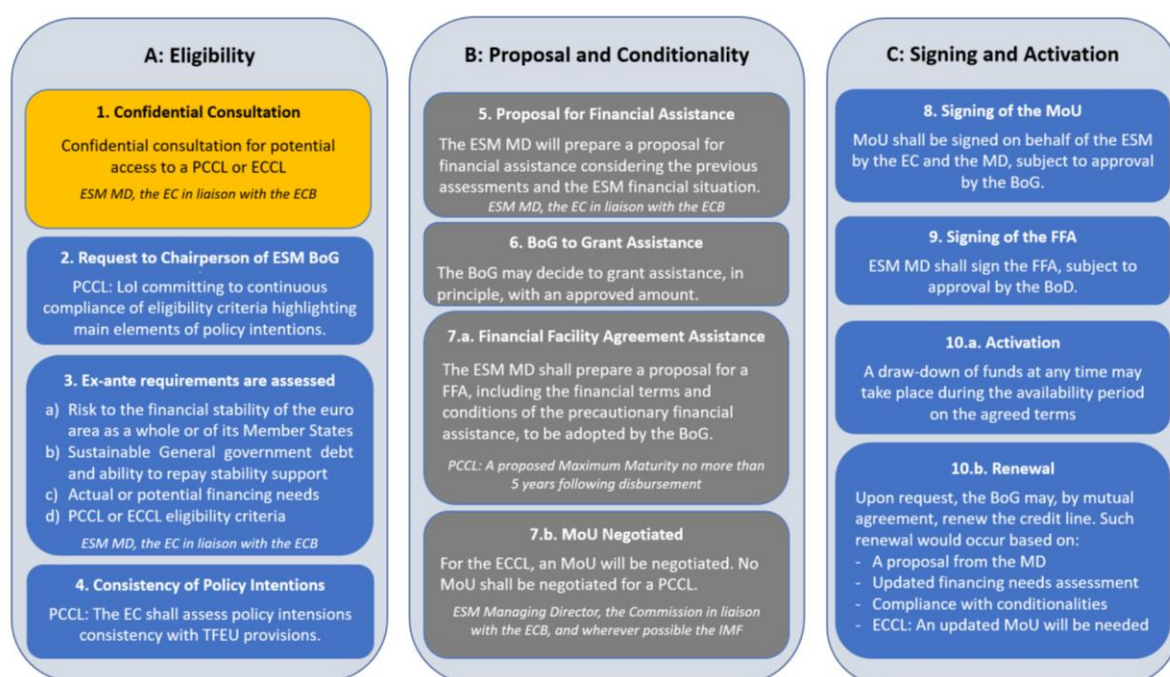 A: Eligibility
1. Confidential Consultation
Confidential consultation for potential
access to a PCCL or ECCL
ESM MD, the EC in liaison with the ECB
2. Request to Chairperson of ESM BoG
PCCL: LoI committing to continuous
compliance of eligibility criteria highlighting
main elements of policy intentions.
3. Ex-ante requirements are assessed
a) Risk to the financial stability of the euro
area as a whole or of its Member States
b) Sustainable General government debt
and ability to repay stability support
c) Actual or potential financing needs
d) PCCL or ECCL eligibility criteria
ESM MD, the EC in liaison with the ECB
4. Consistency of Policy Intentions
PCCL: The EC shall assess policy intensions
consistency with TFEU provisions.
B: Proposal and Conditionality
5. Proposal for Financial Assistance
The ESM MD will prepare a proposal for
financial assistance considering the previous
assessments and the ESM financial situation.
ESM MD, the EC in liaison with the ECB
6. BoG to Grant Assistance
The BoG may decide to grant assistance, in
principle, with an approved amount.
7.a. Financial Facility Agreement Assistance
The ESM MD shall prepare a proposal for a
FFA, including the financial terms and
conditions of the precautionary financial
assistance, to be adopted by the BoG.
PCCL: A proposed Maximum Maturity no more than
5 years following disbursement
7.b. MoU Negotiated
For the ECCL, an MoU will be negotiated. No
MoU shall be negotiated for a PCCL.
ESM Managing Director, the Commission in liaison
with the ECB, and wherever possible the IMF
C: Signing and Activation
8. Signing of the MoU
MoU shall be signed on behalf of the ESM
by the EC and the MD, subject to approval
by the BoG.
9. Signing of the FFA
ESM MD shall sign the FFA, subject to
approval by the BoD.
10.a. Activation
A draw-down of funds at any time may
take place during the availability period
on the agreed terms
10.b. Renewal
Upon request, the BoG may, by mutual
agreement, renew the credit line. Such
renewal would occur based on:
- A proposal from the MD
- Updated financing needs assessment
- Compliance with conditionalities
- ECCL: An updated MoU will be needed